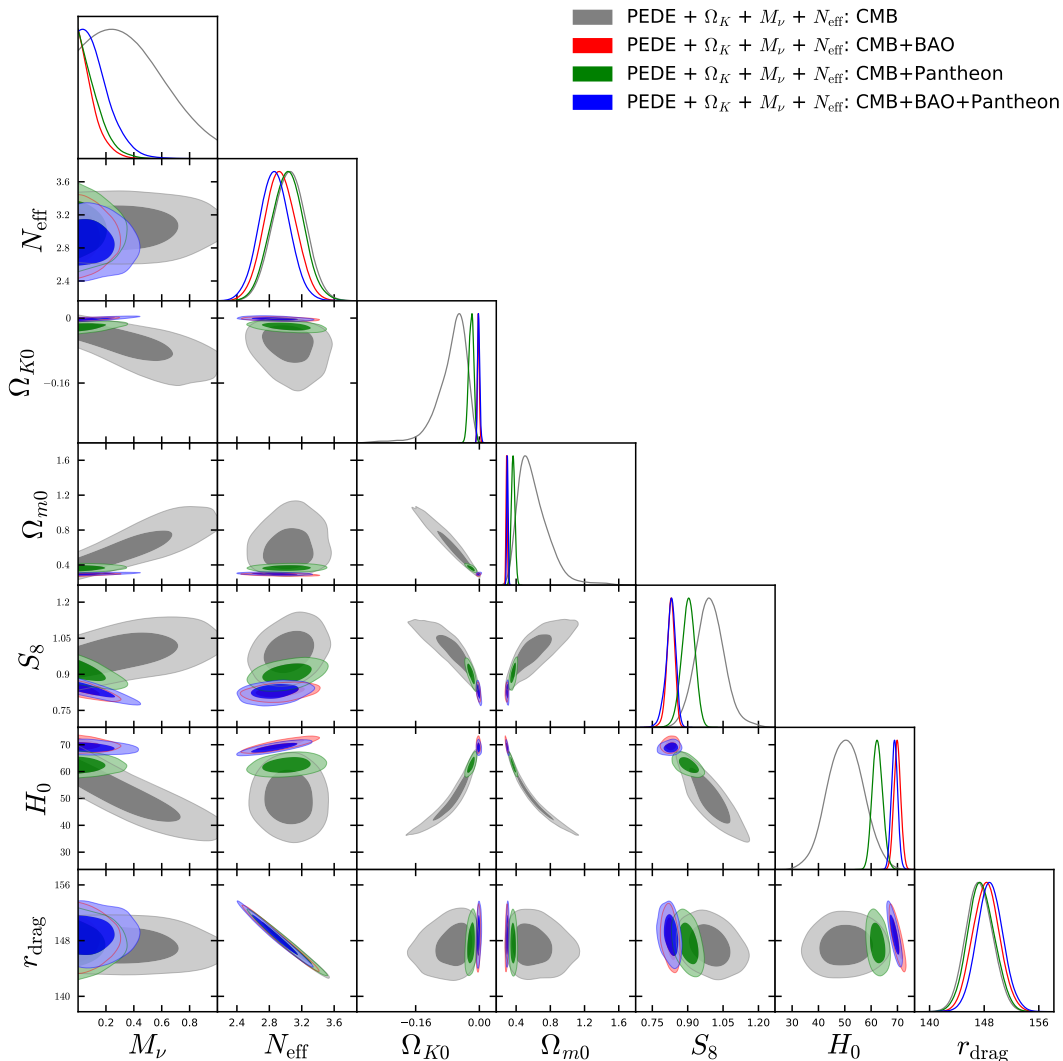 PEDE + Ω_K + M_ν + N_eff: CMB
PEDE + Ω_K + M_ν + N_eff: CMB+BAO
PEDE + Ω_K + M_ν + N_eff: CMB+Pantheon
PEDE + Ω_K + M_ν + N_eff: CMB+BAO+Pantheon
3.6
3.0
2.4
N_eff
0
−0.16
Ω_K0
1.6
1.2
0.8
0.4
Ω_m0
1.2
1.05
0.9
0.75
S_8
70
60
50
40
30
H_0
156
148
140
r_drag
0.2 0.4 0.6 0.8 2.4 2.8 3.2 3.6 −0.16 0.00 0.4 0.8 1.2 1.6 0.75 0.90 1.05 1.20 30 40 50 60 70 140 148 156
M_ν N_eff Ω_K0 Ω_m0 S_8 H_0 r_drag